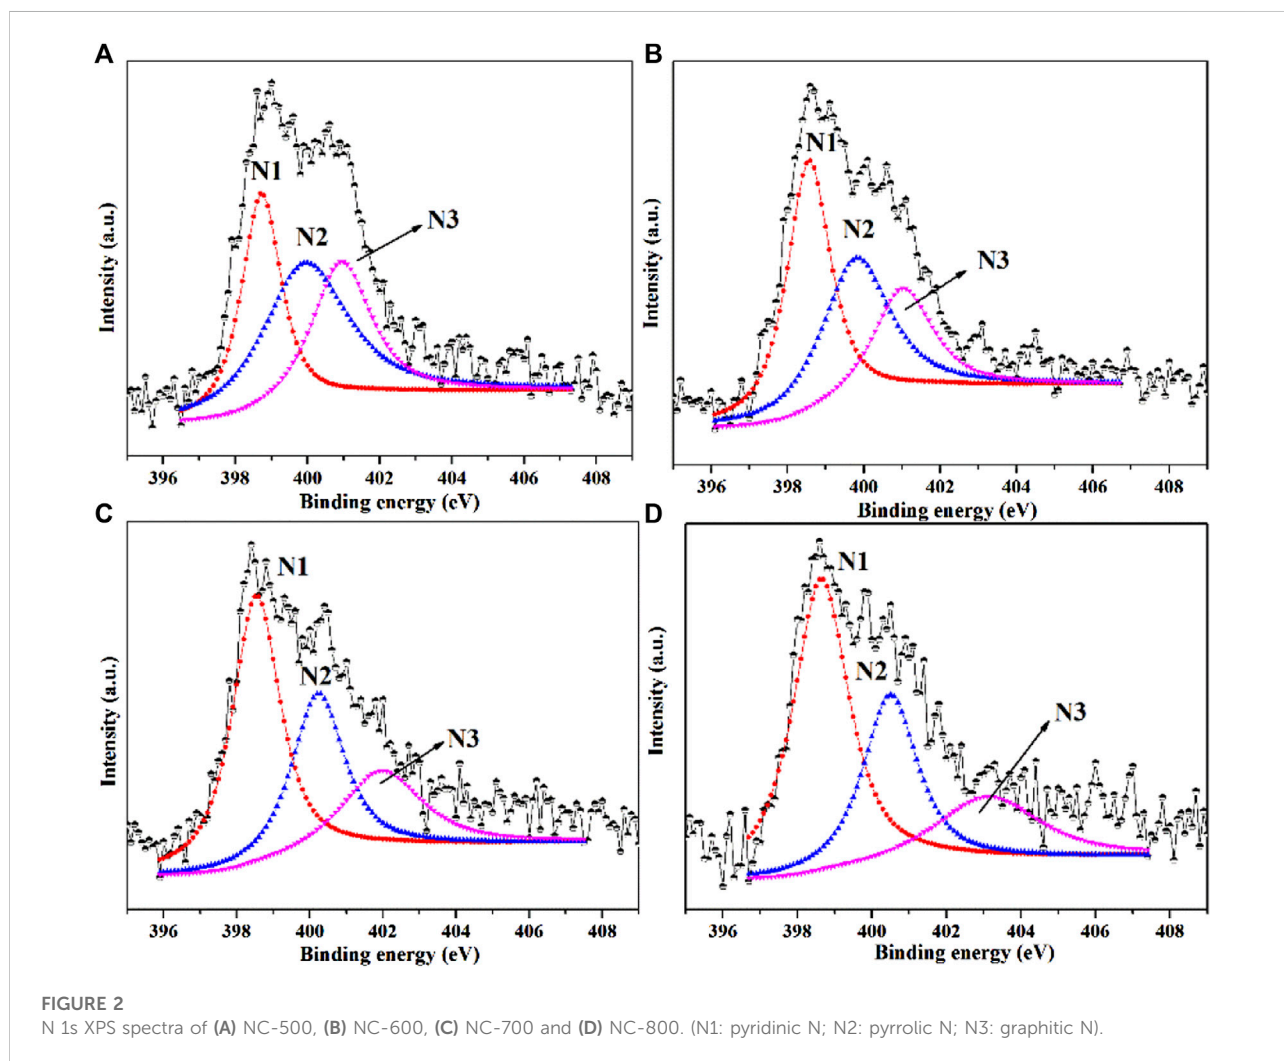 A
N1
N2
N3
Intensity (a.u.)
396 398 400 402 404 406 408
Binding energy (eV)
B
N1
N2
N3
Intensity (a.u.)
396 398 400 402 404 406 408
Binding energy (eV)
C
N1
N2
N3
Intensity (a.u.)
396 398 400 402 404 406 408
Binding energy (eV)
D
N1
N2
N3
Intensity (a.u.)
396 398 400 402 404 406 408
Binding energy (eV)
FIGURE 2
N 1s XPS spectra of (A) NC-500, (B) NC-600, (C) NC-700 and (D) NC-800. (N1: pyridinic N; N2: pyrrolic N; N3: graphitic N).